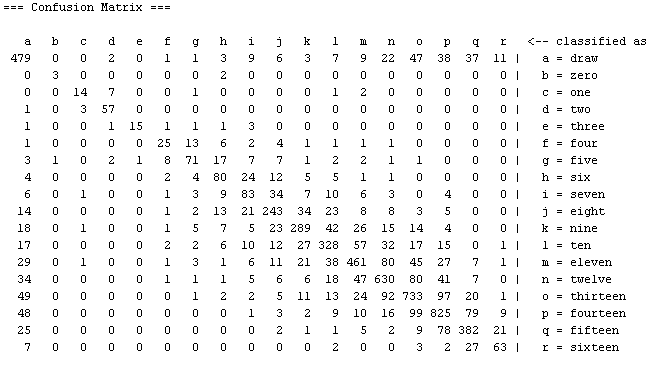 === Confusion Matrix ===
a b c d e f g h i j k l m n o p q r <-- classified as
479 0 0 2 0 1 1 3 9 6 3 7 9 22 47 38 37 11 | a = draw
0 3 0 0 0 0 0 2 0 0 0 0 0 0 0 0 0 0 | b = zero
0 0 14 7 0 0 1 0 0 0 0 1 2 0 0 0 0 0 | c = one
1 0 3 57 0 0 0 0 0 0 0 0 0 0 0 0 0 0 | d = two
1 0 0 1 15 1 1 1 3 0 0 0 0 0 0 0 0 0 | e = three
1 0 0 0 0 25 13 6 2 4 1 1 1 1 0 0 0 0 | f = four
3 1 0 2 1 8 71 17 7 7 1 2 2 1 1 0 0 0 | g = five
4 0 0 0 0 2 4 80 24 12 5 5 1 1 0 0 0 0 | h = six
6 0 1 0 0 1 3 9 83 34 7 10 6 3 0 4 0 0 | i = seven
14 0 0 0 0 1 2 13 21 243 34 23 8 8 3 5 0 0 | j = eight
18 0 1 0 0 1 5 7 5 23 289 42 26 15 14 4 0 0 | k = nine
17 0 0 0 0 2 2 6 10 12 27 328 57 32 17 15 0 1 | l = ten
29 0 1 0 0 1 3 1 6 11 21 38 461 80 45 27 7 1 | m = eleven
34 0 0 0 0 1 1 1 5 6 6 18 47 630 80 41 7 0 | n = twelve
49 0 0 0 0 0 1 2 2 5 11 13 24 92 733 97 20 1 | o = thirteen
48 0 0 0 0 0 0 0 1 3 2 9 10 16 99 825 79 9 | p = fourteen
25 0 0 0 0 0 0 0 0 2 1 1 5 2 9 78 382 21 | q = fifteen
7 0 0 0 0 0 0 0 0 0 0 2 0 0 3 2 27 63 | r = sixteen